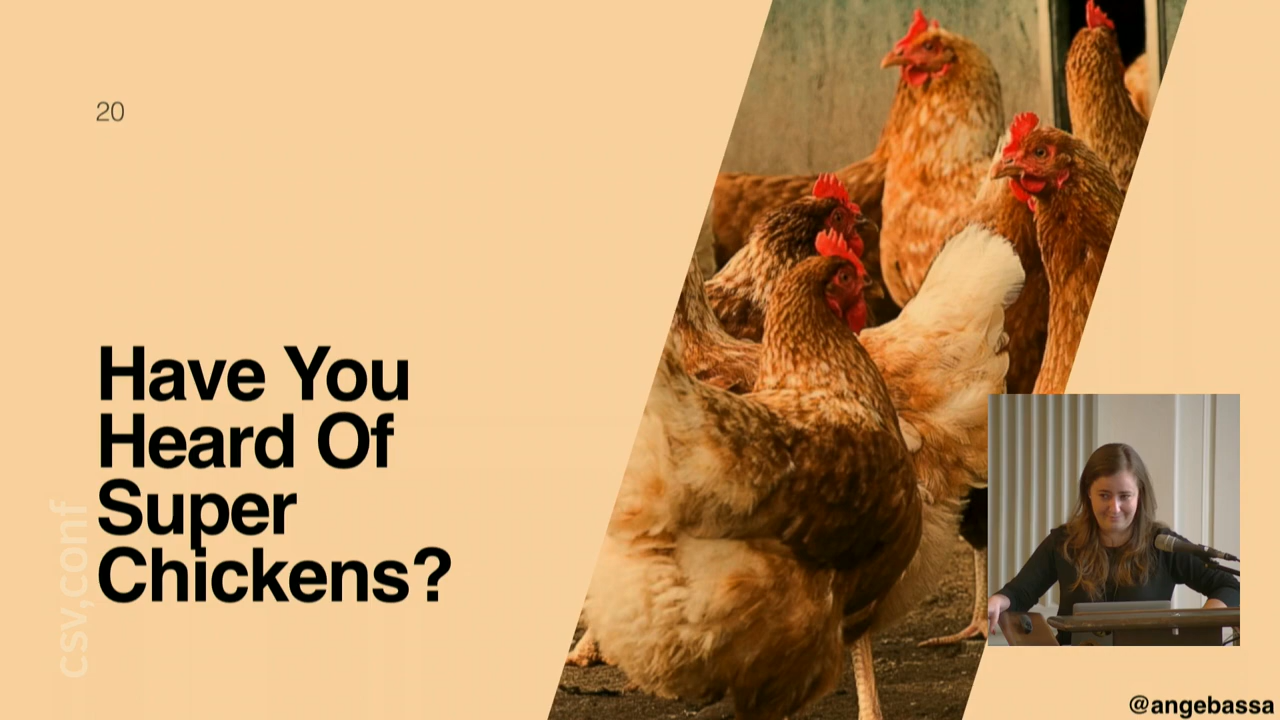 20
Have You
Heard Of
Super
Chickens?
csv,conf
@angebassa